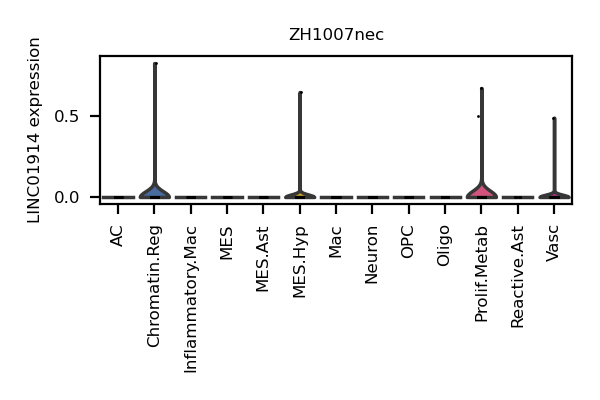 ZH1007nec
LINC01914 expression
0.5
0.0
AC
Chromatin.Reg
Inflammatory.Mac
MES
MES.Ast
MES.Hyp
Mac
Neuron
OPC
Oligo
Prolif.Metab
Reactive.Ast
Vasc